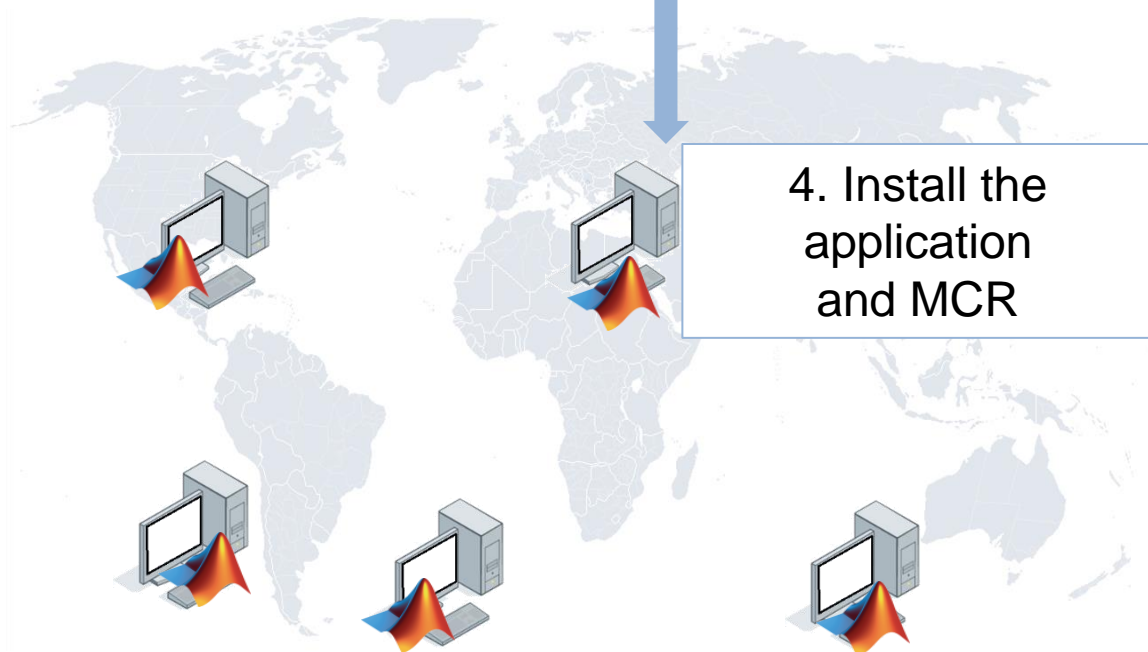 4. Install the
application
and MCR